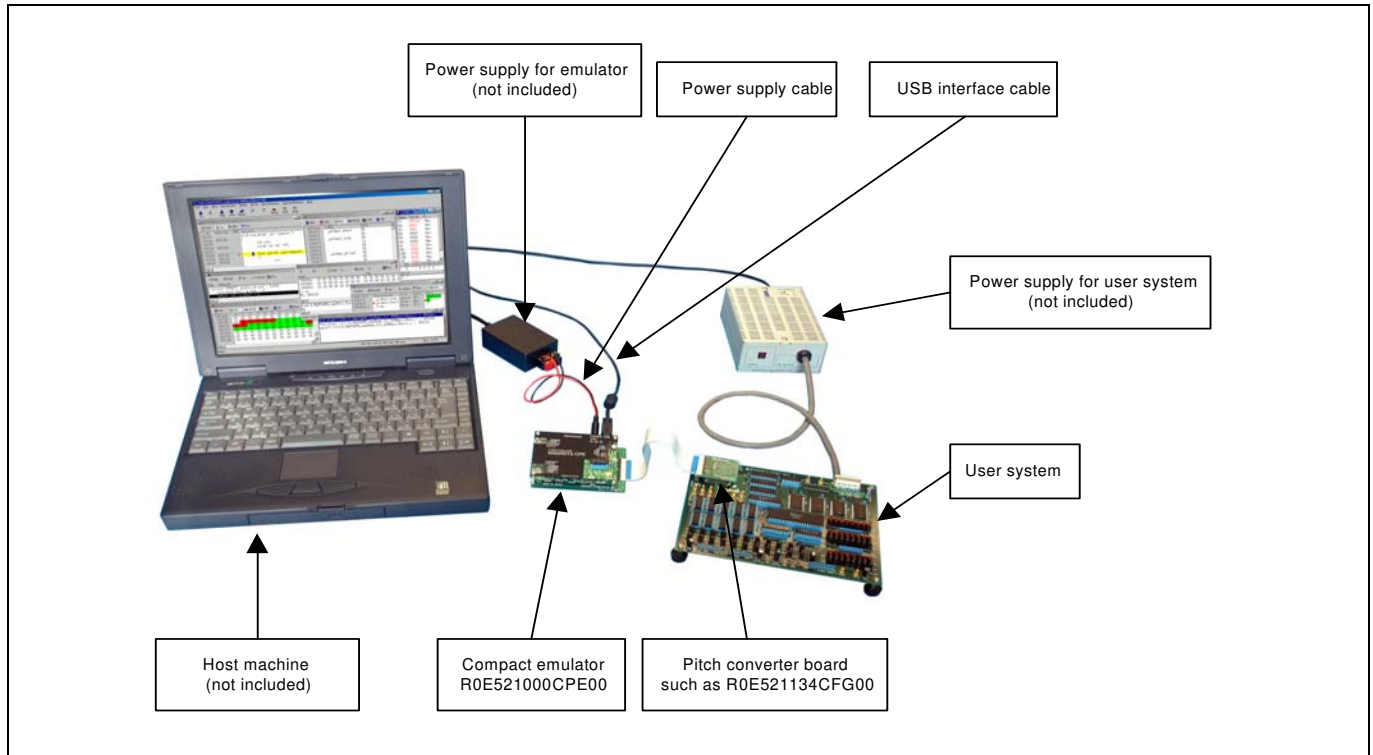 Power supply for emulator
(not included)
Power supply cable
USB interface cable
Power supply for user system
(not included)
User system
Host machine
(not included)
Compact emulator
R0E521000CPE00
Pitch converter board
such as R0E521134CFG00